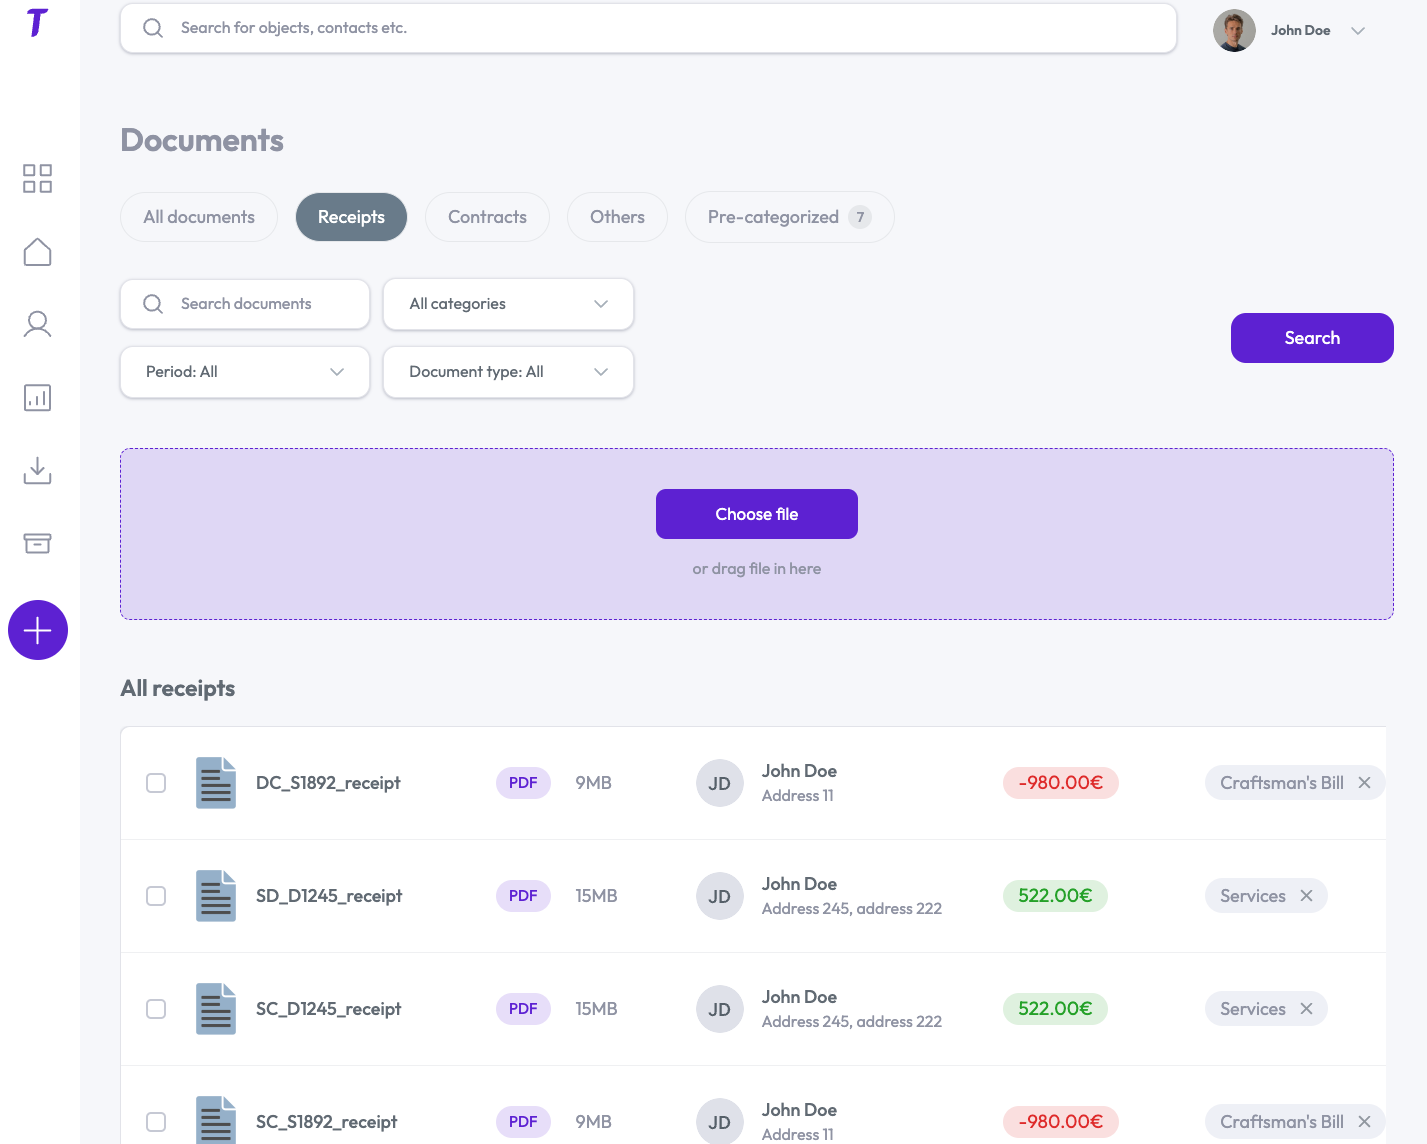 T
Search for objects, contacts etc.
John Doe
Documents
All documents
Receipts
Contracts
Others
Pre-categorized 7
Search documents
All categories
Period: All
Document type: All
Search
Choose file
or drag file in here
All receipts
DC_S1892_receipt
PDF
9MB
JD
John Doe
Address 11
-980.00€
Craftsman's Bill
SD_D1245_receipt
PDF
15MB
JD
John Doe
Address 245, address 222
522.00€
Services
SC_D1245_receipt
PDF
15MB
JD
John Doe
Address 245, address 222
522.00€
Services
SC_S1892_receipt
PDF
9MB
JD
John Doe
Address 11
-980.00€
Craftsman's Bill